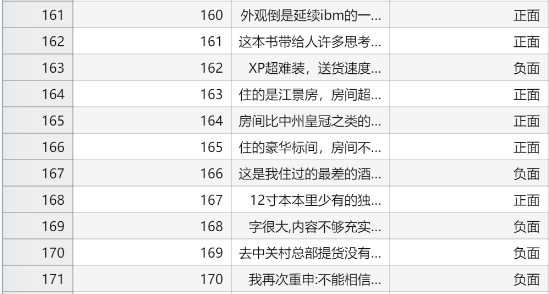 161 160 外观倒是延续ibm的一... 正面
162 161 这本书带给人许多思考... 正面
163 162 XP超难装，送货速度... 负面
164 163 住的是江景房，房间超... 正面
165 164 房间比中州皇冠之类的... 正面
166 165 住的豪华标间，房间不... 正面
167 166 这是我住过的最差的酒... 负面
168 167 12寸本本里少有的独... 正面
169 168 字很大,内容不够充实... 负面
170 169 去中关村总部提货没有... 负面
171 170 我再次重申:不能相信... 负面